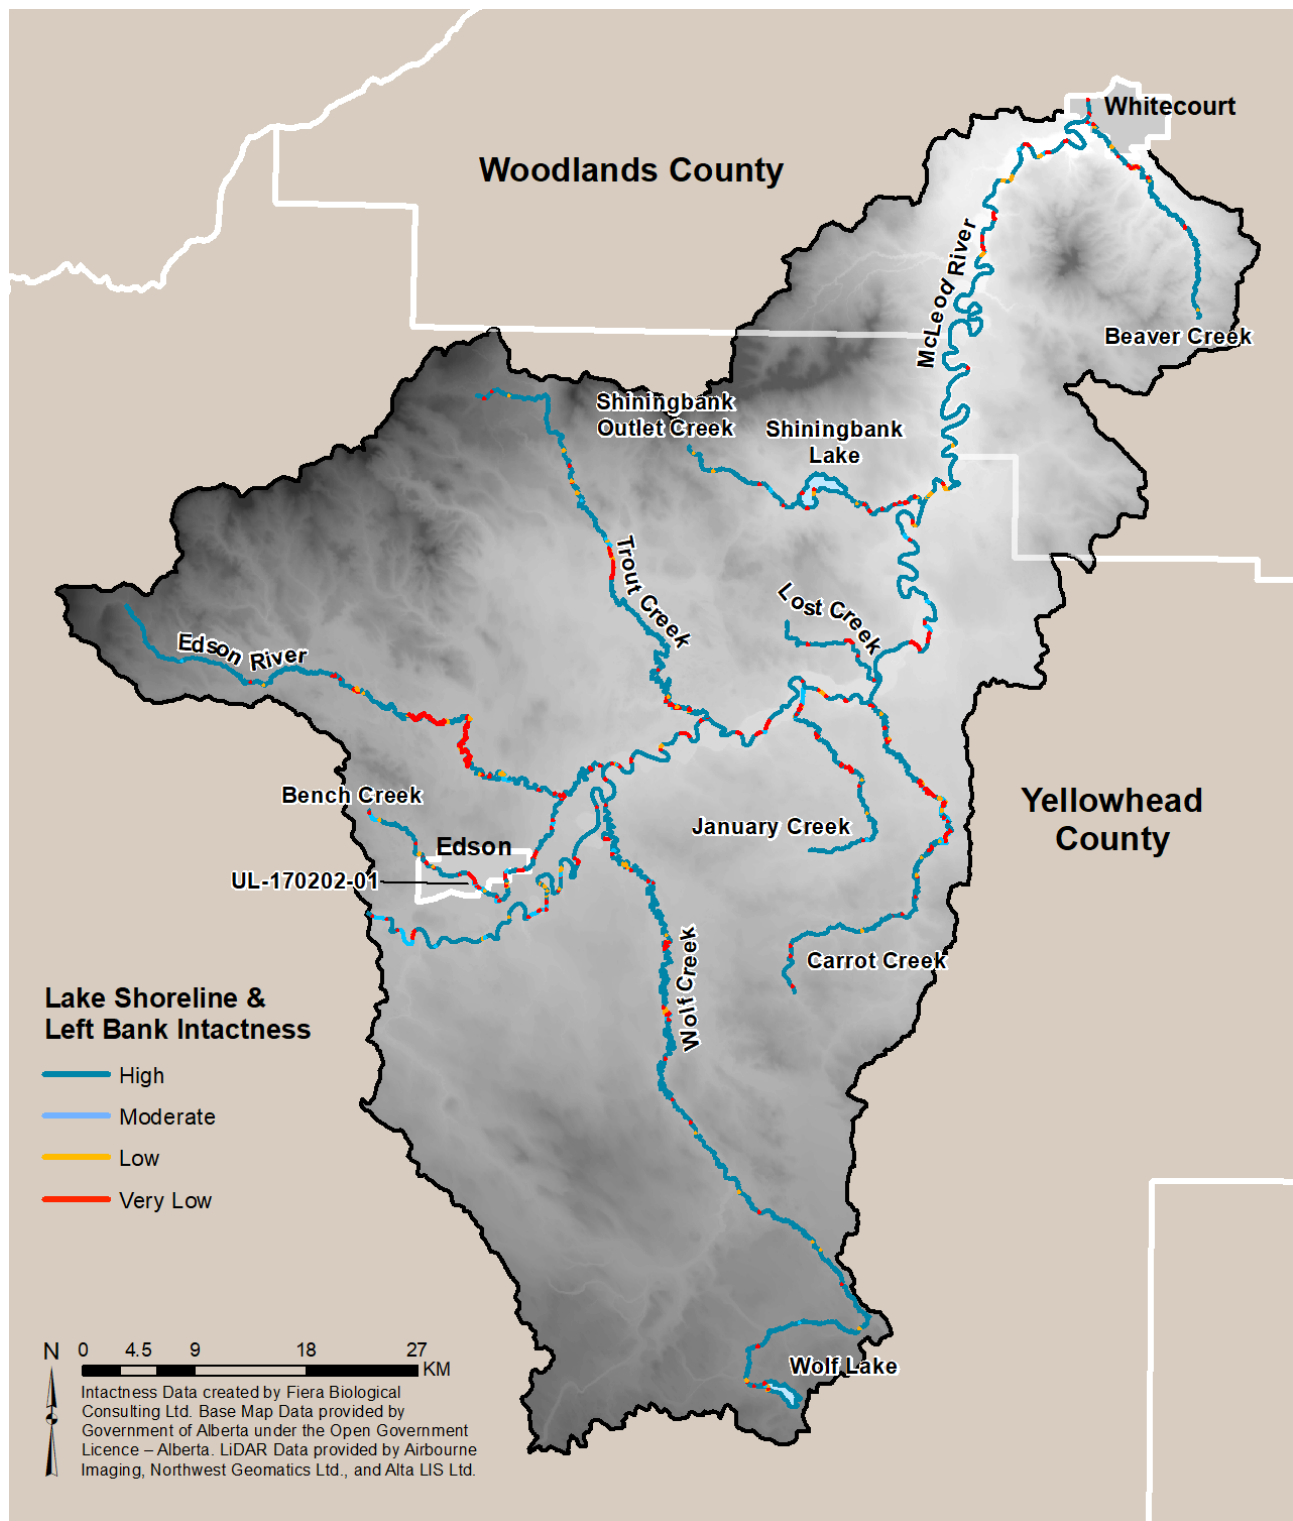 Whitecourt
Woodlands County
McLeod River
Beaver Creek
Shiningbank
Outlet Creek
Shiningbank
Lake
Trout Creek
Lost Creek
Edson River
Bench Creek
Edson
January Creek
Yellowhead
County
UL-170202-01
Wolf Creek
Carrot Creek
Lake Shoreline &
Left Bank Intactness
High
Moderate
Low
Very Low
Wolf Lake
N
0 4.5 9 18 27
KM
Intactness Data created by Fiera Biological
Consulting Ltd. Base Map Data provided by
Government of Alberta under the Open Government
Licence – Alberta. LiDAR Data provided by Airbourne
Imaging, Northwest Geomatics Ltd., and Alta LIS Ltd.